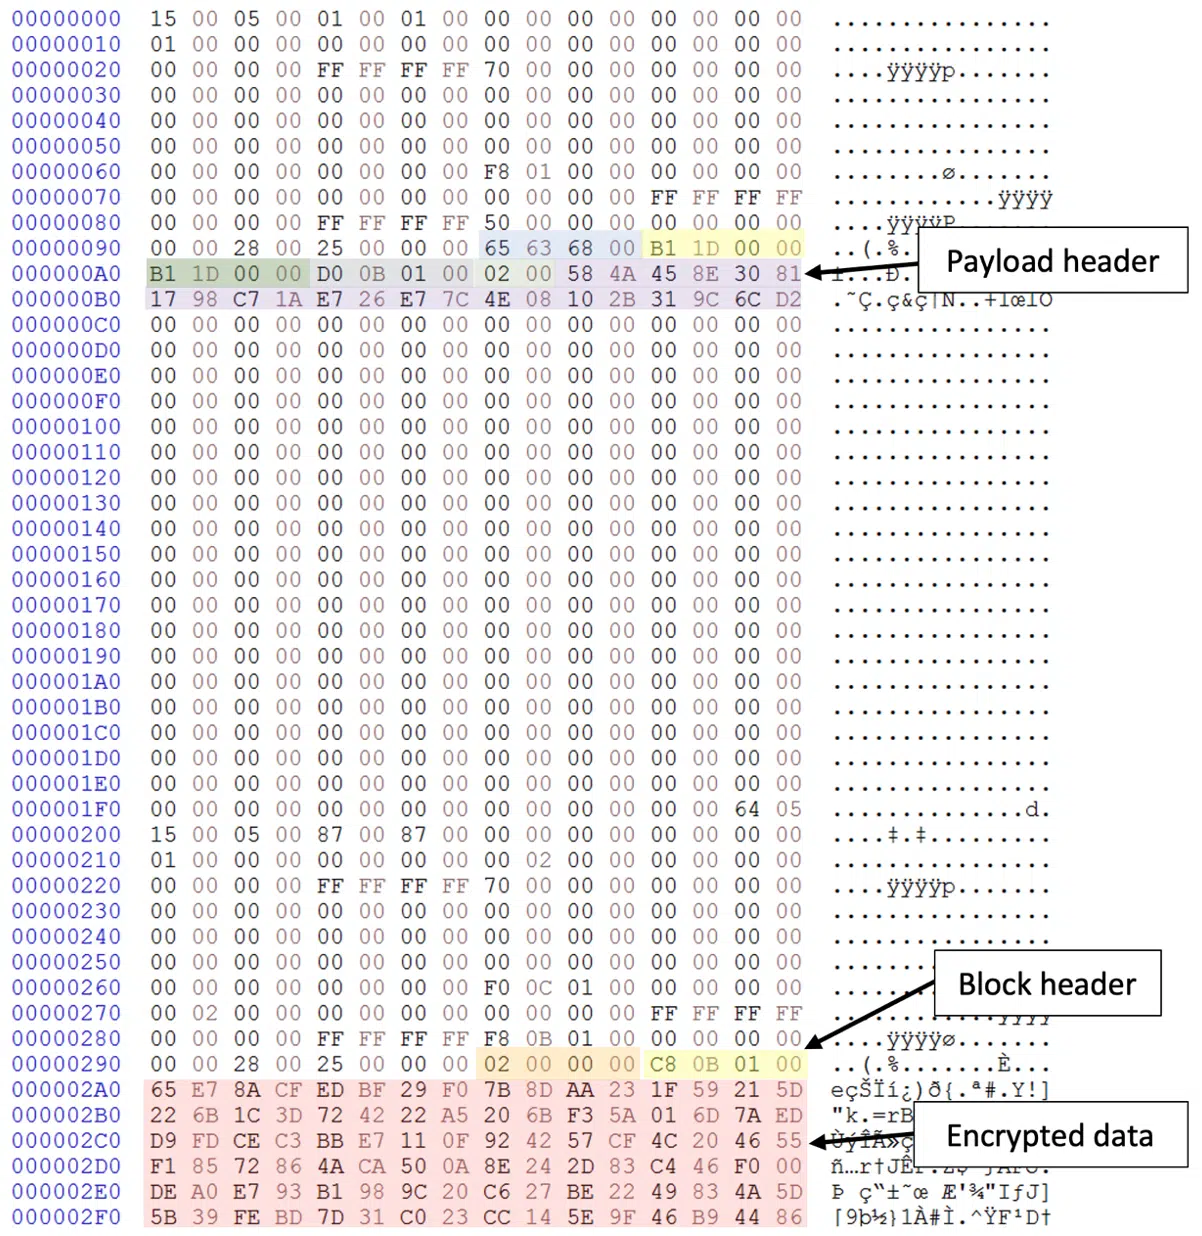 00000000 15 00 05 00 01 00 01 00 00 00 00 00 00 00 00 00 ................
00000010 01 00 00 00 00 00 00 00 00 00 00 00 00 00 00 00 ................
00000020 00 00 00 00 FF FF FF FF 70 00 00 00 00 00 00 00 ....ÿÿÿÿp.......
00000030 00 00 00 00 00 00 00 00 00 00 00 00 00 00 00 00 ................
00000040 00 00 00 00 00 00 00 00 00 00 00 00 00 00 00 00 ................
00000050 00 00 00 00 00 00 00 00 00 00 00 00 00 00 00 00 ................
00000060 00 00 00 00 00 00 00 00 F8 01 00 00 00 00 00 00 ........ø.......
00000070 00 00 00 00 00 00 00 00 00 00 00 00 FF FF FF FF ............ÿÿÿÿ
00000080 00 00 00 00 FF FF FF FF 50 00 00 00 00 00 00 00 ....ÿÿÿÿP.......
00000090 00 00 28 00 25 00 00 00 65 63 68 00 B1 1D 00 00 ..(.%.
Payload header
000000A0 B1 1D 00 00 D0 0B 01 00 02 00 58 4A 45 8E 30 81 ±...Ð.
000000B0 17 98 C7 1A E7 26 E7 7C 4E 08 10 2B 31 9C 6C D2 .˜Ç.ç&ç|N..+1œlÒ
000000C0 00 00 00 00 00 00 00 00 00 00 00 00 00 00 00 00 ................
000000D0 00 00 00 00 00 00 00 00 00 00 00 00 00 00 00 00 ................
000000E0 00 00 00 00 00 00 00 00 00 00 00 00 00 00 00 00 ................
000000F0 00 00 00 00 00 00 00 00 00 00 00 00 00 00 00 00 ................
00000100 00 00 00 00 00 00 00 00 00 00 00 00 00 00 00 00 ................
00000110 00 00 00 00 00 00 00 00 00 00 00 00 00 00 00 00 ................
00000120 00 00 00 00 00 00 00 00 00 00 00 00 00 00 00 00 ................
00000130 00 00 00 00 00 00 00 00 00 00 00 00 00 00 00 00 ................
00000140 00 00 00 00 00 00 00 00 00 00 00 00 00 00 00 00 ................
00000150 00 00 00 00 00 00 00 00 00 00 00 00 00 00 00 00 ................
00000160 00 00 00 00 00 00 00 00 00 00 00 00 00 00 00 00 ................
00000170 00 00 00 00 00 00 00 00 00 00 00 00 00 00 00 00 ................
00000180 00 00 00 00 00 00 00 00 00 00 00 00 00 00 00 00 ................
00000190 00 00 00 00 00 00 00 00 00 00 00 00 00 00 00 00 ................
000001A0 00 00 00 00 00 00 00 00 00 00 00 00 00 00 00 00 ................
000001B0 00 00 00 00 00 00 00 00 00 00 00 00 00 00 00 00 ................
000001C0 00 00 00 00 00 00 00 00 00 00 00 00 00 00 00 00 ................
000001D0 00 00 00 00 00 00 00 00 00 00 00 00 00 00 00 00 ................
000001E0 00 00 00 00 00 00 00 00 00 00 00 00 00 00 00 00 ................
000001F0 00 00 00 00 00 00 00 00 00 00 00 00 00 00 64 05 ..............d.
00000200 15 00 05 00 87 00 87 00 00 00 00 00 00 00 00 00 ....‡.‡.........
00000210 01 00 00 00 00 00 00 00 00 02 00 00 00 00 00 00 ................
00000220 00 00 00 00 FF FF FF FF 70 00 00 00 00 00 00 00 ....ÿÿÿÿp.......
00000230 00 00 00 00 00 00 00 00 00 00 00 00 00 00 00 00 ................
00000240 00 00 00 00 00 00 00 00 00 00 00 00 00 00 00 00 ................
00000250 00 00 00 00 00 00 00 00 00 00 00 00 00 00 00 00
00000260 00 00 00 00 00 00 00 00 F0 0C 01 00 00 00 00 00
Block header
00000270 00 02 00 00 00 00 00 00 00 00 00 00 FF FF FF FF ............ÿÿÿÿ
00000280 00 00 00 00 FF FF FF FF F8 0B 01 00 00 00 00 00 ....ÿÿÿÿø.......
00000290 00 00 28 00 25 00 00 00 02 00 00 00 C8 0B 01 00 ..(.%.......È...
000002A0 65 E7 8A CF ED BF 29 F0 7B 8D AA 23 1F 59 21 5D eçŠÏí¿)ð{.ª#.Y!]
000002B0 22 6B 1C 3D 72 42 22 A5 20 6B F3 5A 01 6D 7A ED "k.=rB
Encrypted data
000002C0 D9 FD CE C3 BB E7 11 0F 92 42 57 CF 4C 20 46 55 ÙýÎÃ»ç
000002D0 F1 85 72 86 4A CA 50 0A 8E 24 2D 83 C4 46 F0 00 ñ…r†JÊP.Ž$-ƒÄFð.
000002E0 DE A0 E7 93 B1 98 9C 20 C6 27 BE 22 49 83 4A 5D Þ ç“±˜œ Æ'¾"IƒJ]
000002F0 5B 39 FE BD 7D 31 C0 23 CC 14 5E 9F 46 B9 44 86 [9þ½}1À#Ì.^ŸF¹D†